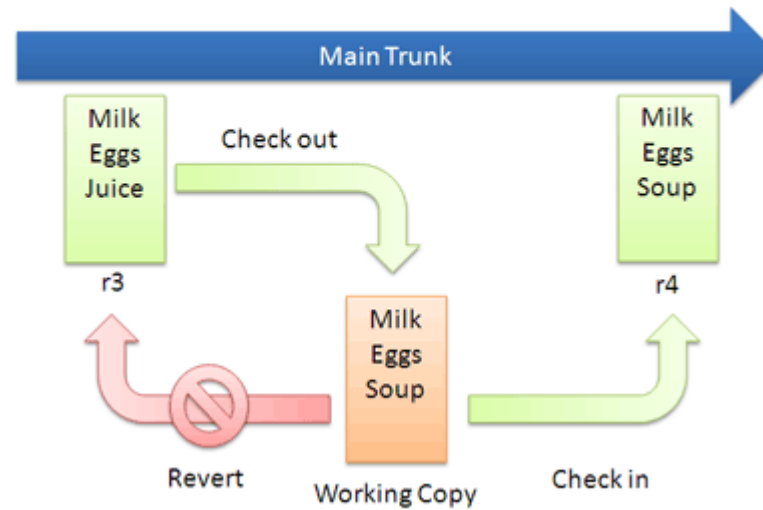 Main Trunk
Milk
Eggs
Juice
r3
Check out
Milk
Eggs
Soup
r4
Milk
Eggs
Soup
Working Copy
Revert
Check in